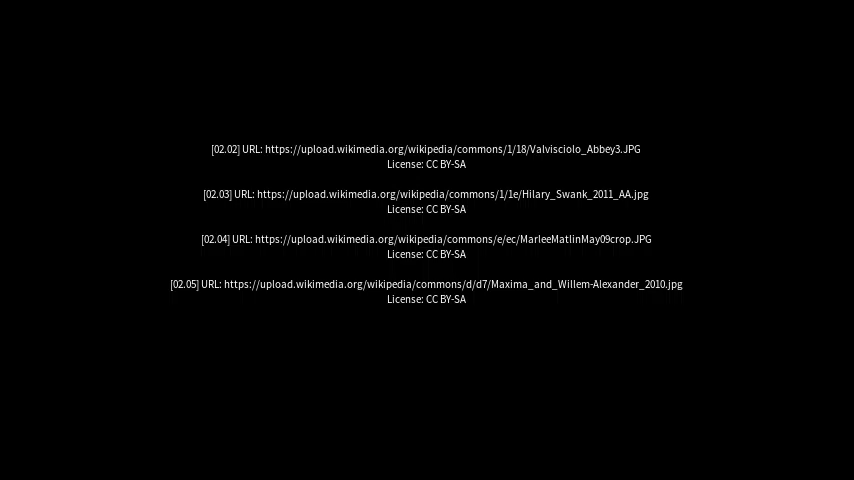 [02.02] URL: https://upload.wikimedia.org/wikipedia/commons/1/18/Valvisciolo_Abbey3.JPG
License: CC BY-SA
[02.03] URL: https://upload.wikimedia.org/wikipedia/commons/1/1e/Hilary_Swank_2011_AA.jpg
License: CC BY-SA
[02.04] URL: https://upload.wikimedia.org/wikipedia/commons/e/ec/MarleeMatlinMay09crop.JPG
License: CC BY-SA
[02.05] URL: https://upload.wikimedia.org/wikipedia/commons/d/d7/Maxima_and_Willem-Alexander_2010.jpg
License: CC BY-SA